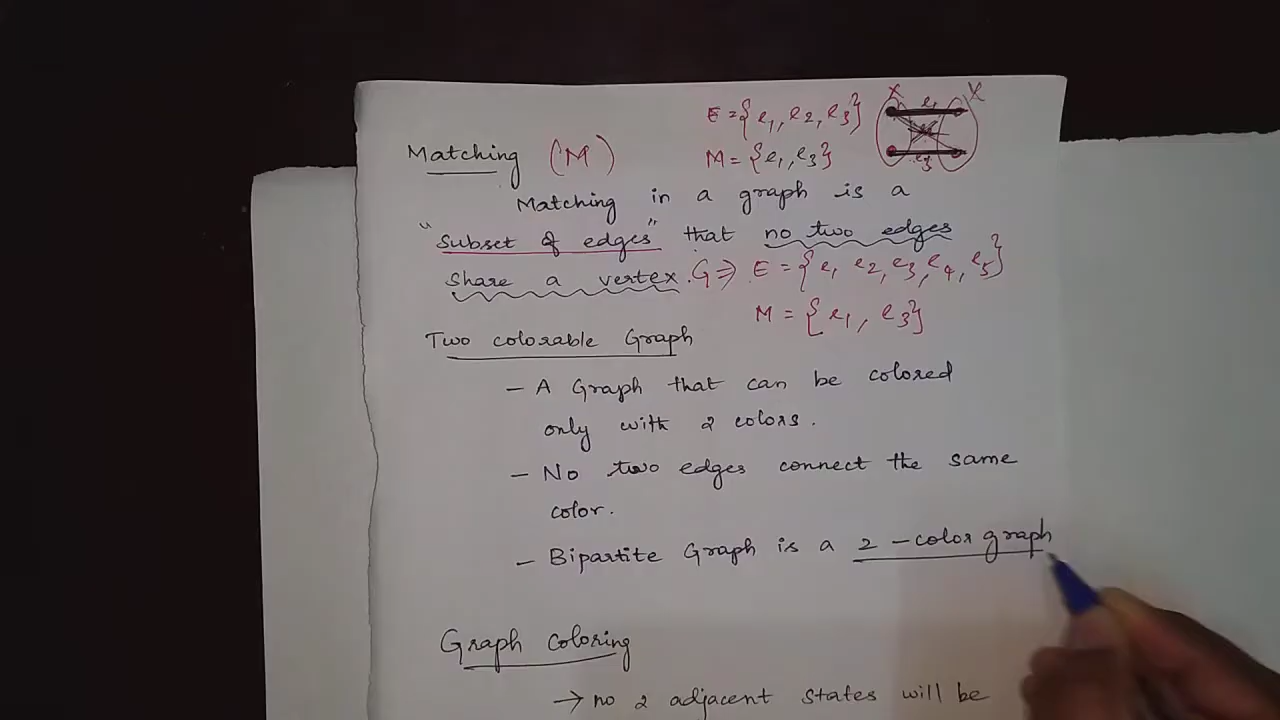 E = {e1, e2, e3}
e1
Matching (M)
M = {e1, e3}
e3
Matching in a graph is a
"subset of edges" that no two edges
share a vertex. G ⇒ E = {e1 e2, e3, e4, e5}
M = {e1, e3}
Two colorable Graph
- A Graph that can be colored
only with 2 colors.
- No two edges connect the same
color.
- Bipartite Graph is a 2-color graph
Graph coloring
→ no 2 adjacent states will be